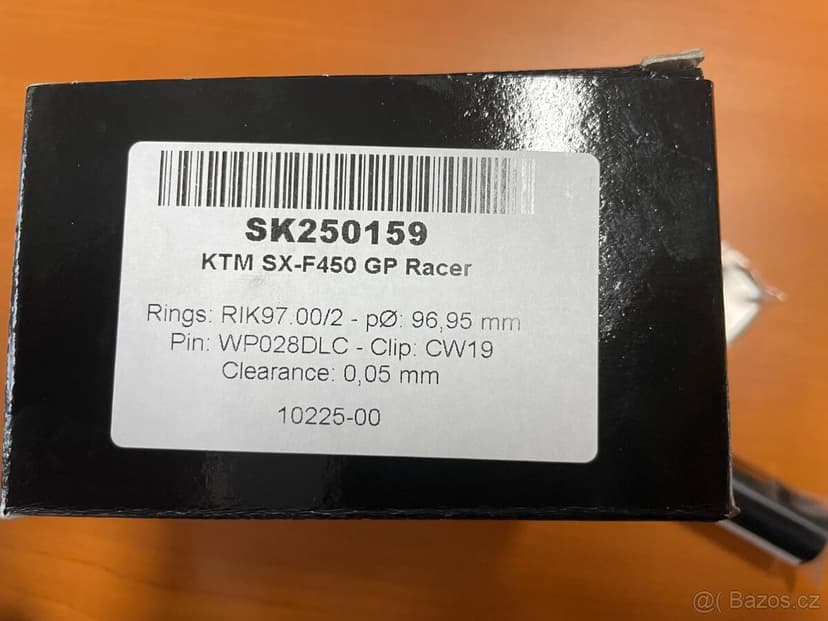 SK250159
KTM SX-F450 GP Racer
Rings: RIK97.00/2 - pØ: 96,95 mm
Pin: WP028DLC - Clip: CW19
Clearance: 0,05 mm
10225-00
@( Bazos.cz